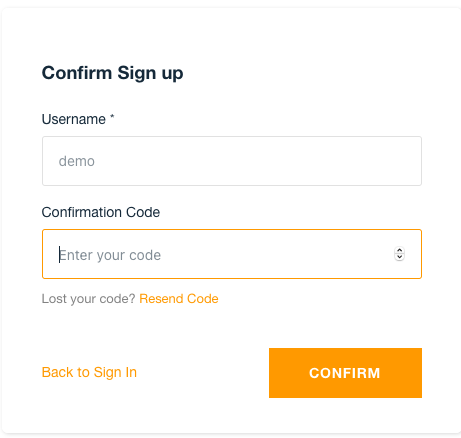 Confirm Sign up
Username *
demo
Confirmation Code
Enter your code
Lost your code? Resend Code
Back to Sign In
CONFIRM